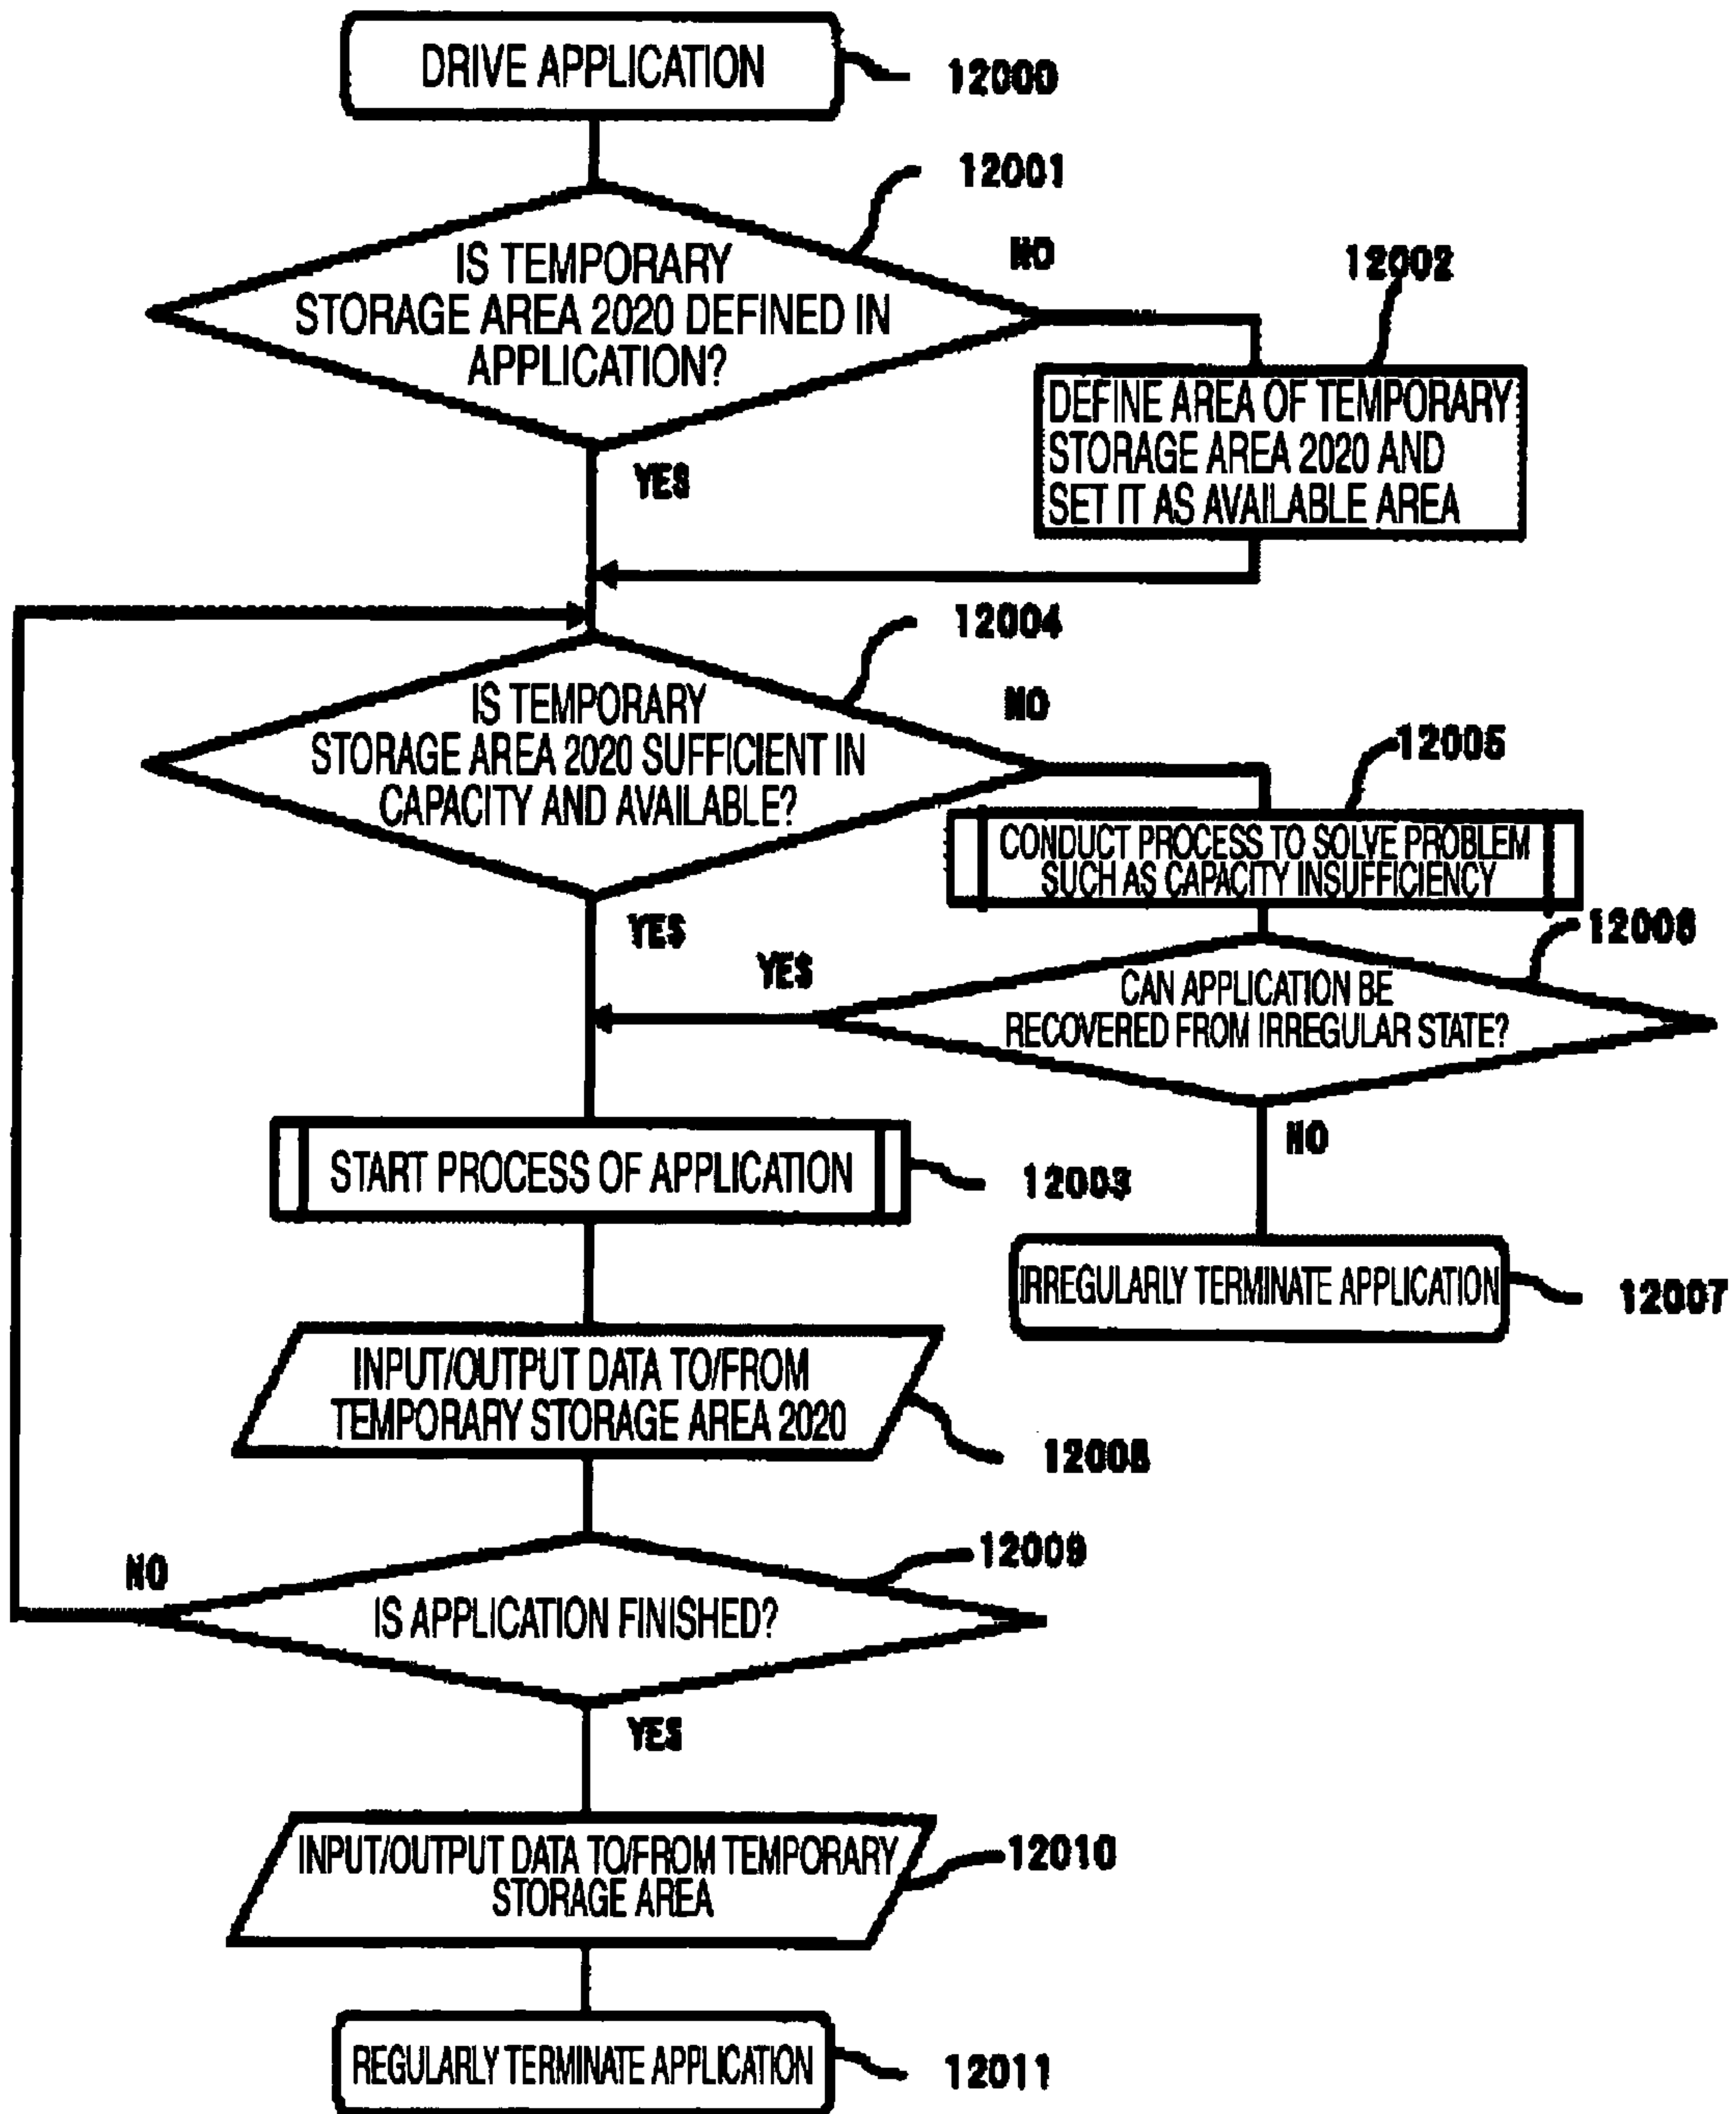 DRIVE APPLICATION
12000
12001
IS TEMPORARY
STORAGE AREA 2020 DEFINED IN
APPLICATION?
NO
12002
DEFINE AREA OF TEMPORARY
STORAGE AREA 2020 AND
SET IT AS AVAILABLE AREA
YES
12004
IS TEMPORARY
STORAGE AREA 2020 SUFFICIENT IN
CAPACITY AND AVAILABLE?
NO
12005
CONDUCT PROCESS TO SOLVE PROBLEM
SUCH AS CAPACITY INSUFFICIENCY
YES
12006
YES
CAN APPLICATION BE
RECOVERED FROM IRREGULAR STATE?
NO
START PROCESS OF APPLICATION
12003
IRREGULARLY TERMINATE APPLICATION
12007
INPUT/OUTPUT DATA TO/FROM
TEMPORARY STORAGE AREA 2020
12008
12009
NO
IS APPLICATION FINISHED?
YES
INPUT/OUTPUT DATA TO/FROM TEMPORARY
STORAGE AREA
12010
REGULARLY TERMINATE APPLICATION
12011